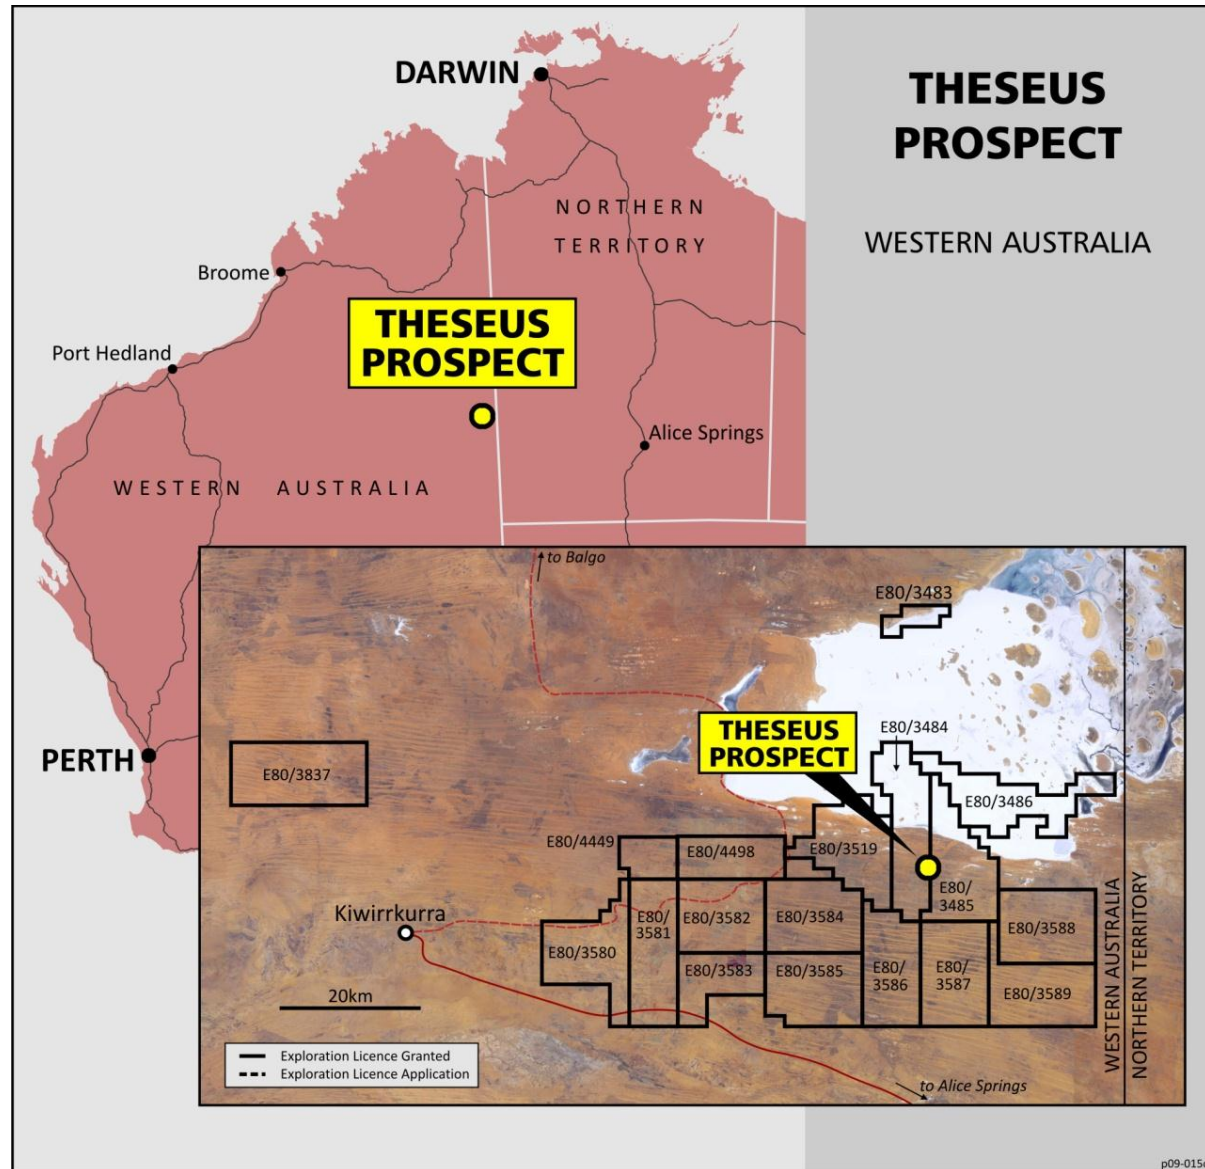 THESEUS
PROSPECT
WESTERN AUSTRALIA
DARWIN
NORTHERN
TERRITORY
Broome
THESEUS
PROSPECT
Port Hedland
Alice Springs
WESTERN AUSTRALIA
PERTH
to Balgo
E80/3483
THESEUS
PROSPECT
E80/3484
E80/3837
E80/3486
E80/4449
E80/4498
E80/3519
E80/
3485
Kiwirrkurra
E80/
3581
E80/3582
E80/3584
E80/3588
E80/3580
E80/3583
E80/3585
E80/
3586
E80/
3587
E80/3589
20km
WESTERN AUSTRALIA
NORTHERN TERRITORY
Exploration Licence Granted
Exploration Licence Application
to Alice Springs